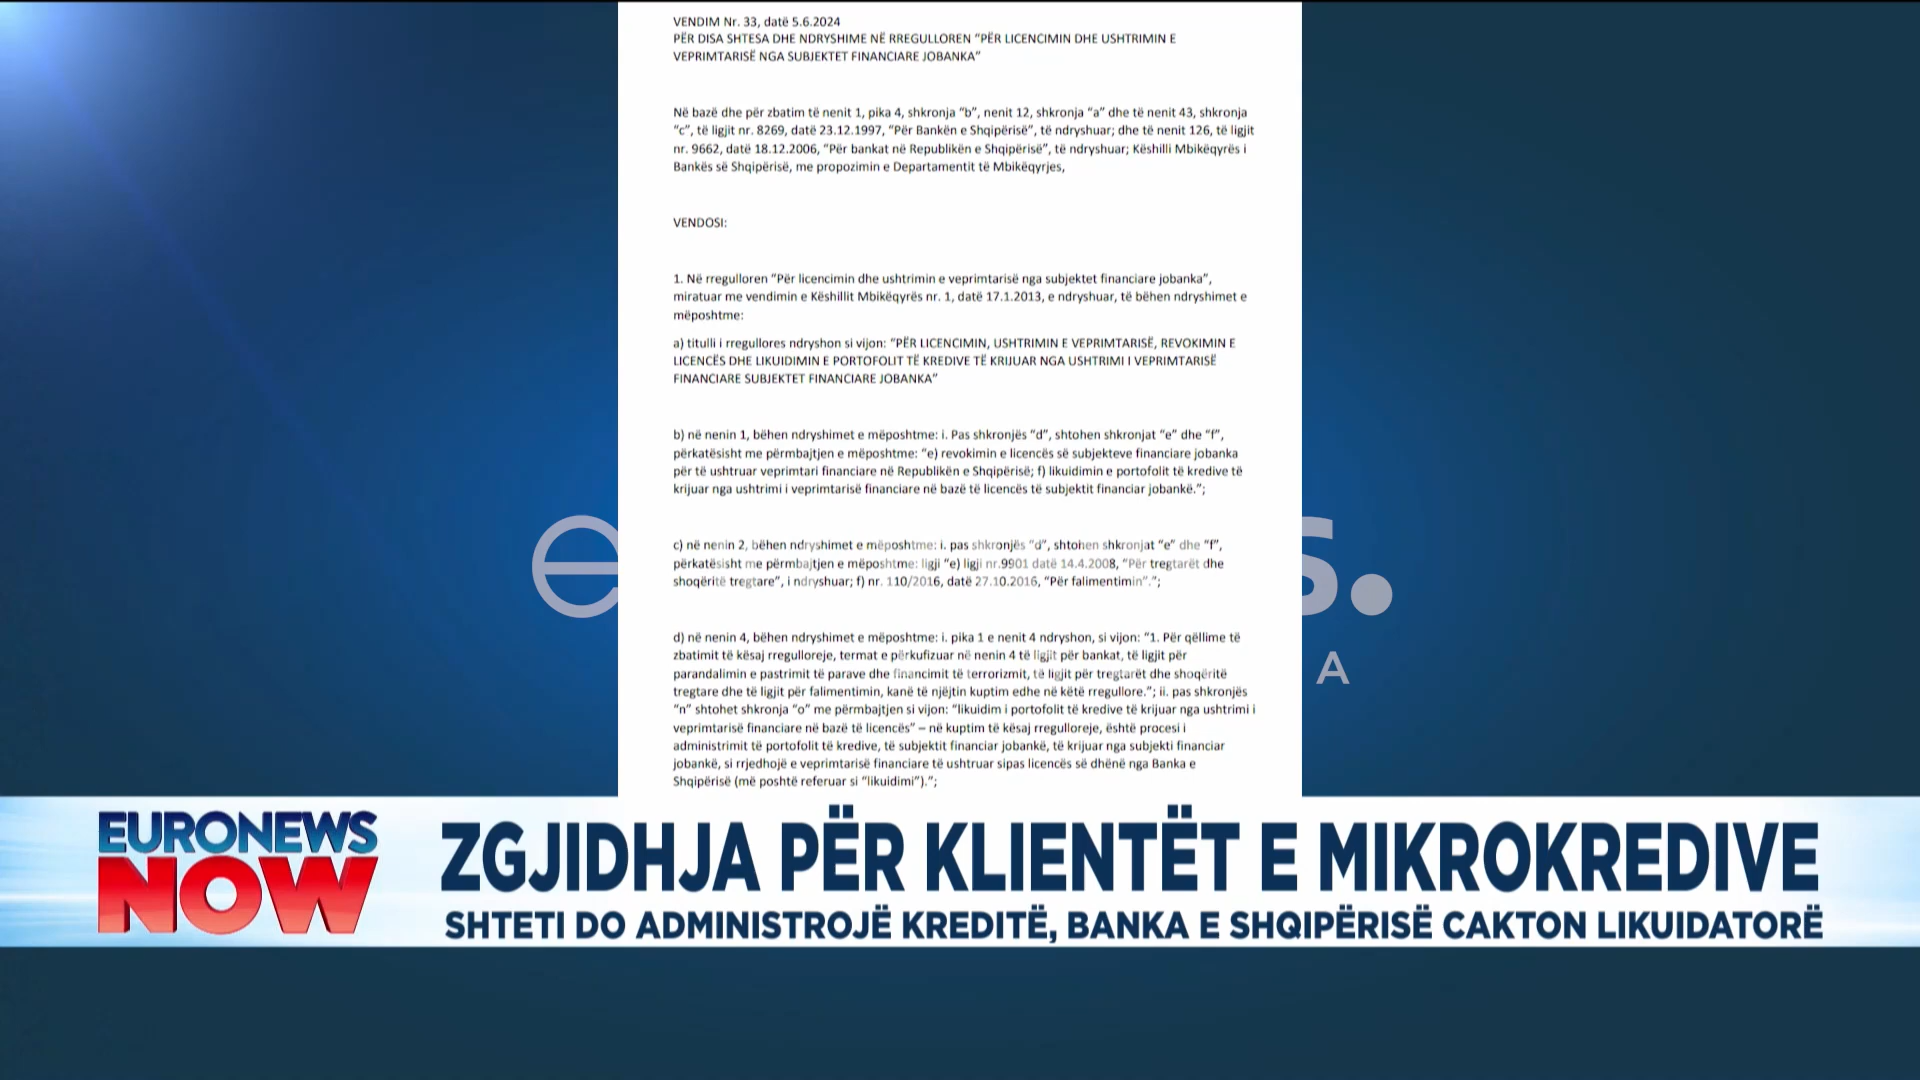 VENDIM Nr. 33, datë 5.6.2024
PËR DISA SHTESA DHE NDRYSHIME NË RREGULLOREN “PËR LICENCIMIN DHE USHTRIMIN E
VEPRIMTARISË NGA SUBJEKTET FINANCIARE JOBANKA”
Në bazë dhe për zbatim të nenit 1, pika 4, shkronja “b”, nenit 12, shkronja “a” dhe të nenit 43, shkronja
“c”, të ligjit nr. 8269, datë 23.12.1997, “Për Bankën e Shqipërisë”, të ndryshuar; dhe të nenit 126, të ligjit
nr. 9662, datë 18.12.2006, “Për bankat në Republikën e Shqipërisë”, të ndryshuar; Këshilli Mbikëqyrës i
Bankës së Shqipërisë, me propozimin e Departamentit të Mbikëqyrjes,
VENDOSI:
1. Në rregulloren “Për licencimin dhe ushtrimin e veprimtarisë nga subjektet financiare jobanka”,
miratuar me vendimin e Këshillit Mbikëqyrës nr. 1, datë 17.1.2013, e ndryshuar, të bëhen ndryshimet e
mëposhtme:
a) titulli i rregullores ndryshon si vijon: “PËR LICENCIMIN, USHTRIMIN E VEPRIMTARISË, REVOKIMIN E
LICENCËS DHE LIKUIDIMIN E PORTOFOLIT TË KREDIVE TË KRIJUAR NGA USHTRIMI I VEPRIMTARISË
FINANCIARE SUBJEKTET FINANCIARE JOBANKA”
b) në nenin 1, bëhen ndryshimet e mëposhtme: i. Pas shkronjës “d”, shtohen shkronjat “e” dhe “f”,
përkatësisht me përmbajtjen e mëposhtme: “e) revokimin e licencës së subjekteve financiare jobanka
për të ushtruar veprimtari financiare në Republikën e Shqipërisë; f) likuidimin e portofolit të kredive të
krijuar nga ushtrimi i veprimtarisë financiare në bazë të licencës të subjektit financiar jobankë.”;
c) në nenin 2, bëhen ndryshimet e mëposhtme: i. pas shkronjës “d”, shtohen shkronjat “e” dhe “f”,
përkatësisht me përmbajtjen e mëposhtme: ligji “e) ligji nr.9901 datë 14.4.2008, “Për tregtarët dhe
shoqëritë tregtare”, i ndryshuar; f) nr. 110/2016, datë 27.10.2016, “Për falimentimin”.”;
d) në nenin 4, bëhen ndryshimet e mëposhtme: i. pika 1 e nenit 4 ndryshon, si vijon: “1. Për qëllime të
zbatimit të kësaj rregulloreje, termat e përkufizuar në nenin 4 të ligjit për bankat, të ligjit për
parandalimin e pastrimit të parave dhe financimit të terrorizmit, të ligjit për tregtarët dhe shoqëritë
tregtare dhe të ligjit për falimentimin, kanë të njëjtin kuptim edhe në këtë rregullore.”; ii. pas shkronjës
“n” shtohet shkronja “o” me përmbajtjen si vijon: “likuidim i portofolit të kredive të krijuar nga ushtrimi i
veprimtarisë financiare në bazë të licencës” – në kuptim të kësaj rregulloreje, është procesi i
administrimit të portofolit të kredive, të subjektit financiar jobankë, të krijuar nga subjekti financiar
jobankë, si rrjedhojë e veprimtarisë financiare të ushtruar sipas licencës së dhënë nga Banka e
Shqipërisë (më poshtë referuar si “likuidimi”).”;
e s.
A
EURONEWS
NOW
ZGJIDHJA PËR KLIENTËT E MIKROKREDIVE
SHTETI DO ADMINISTROJË KREDITË, BANKA E SHQIPËRISË CAKTON LIKUIDATORË